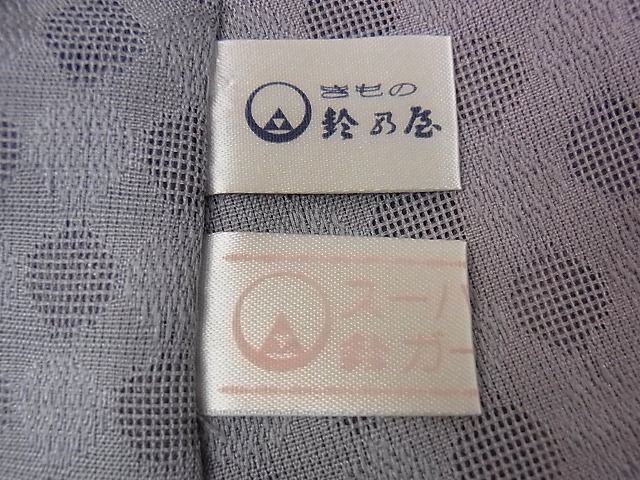 きもの
鈴乃屋
スーパ
鈴ガー